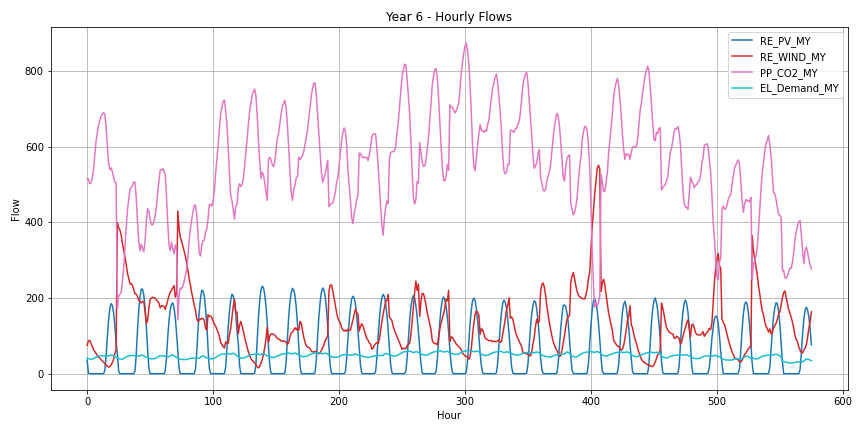 Year 6 - Hourly Flows
RE_PV_MY
RE_WIND_MY
PP_CO2_MY
EL_Demand_MY
Flow
800
600
400
200
0
0 100 200 300 400 500 600
Hour